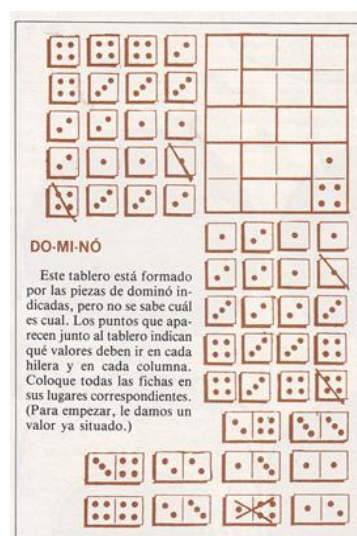 DO-MI-NÓ
Este tablero está formado
por las piezas de dominó in-
dicadas, pero no se sabe cuál
es cual. Los puntos que apa-
recen junto al tablero indican
qué valores deben ir en cada
hilera y en cada columna.
Coloque todas las fichas en
sus lugares correspondientes.
(Para empezar, le damos un
valor ya situado.)